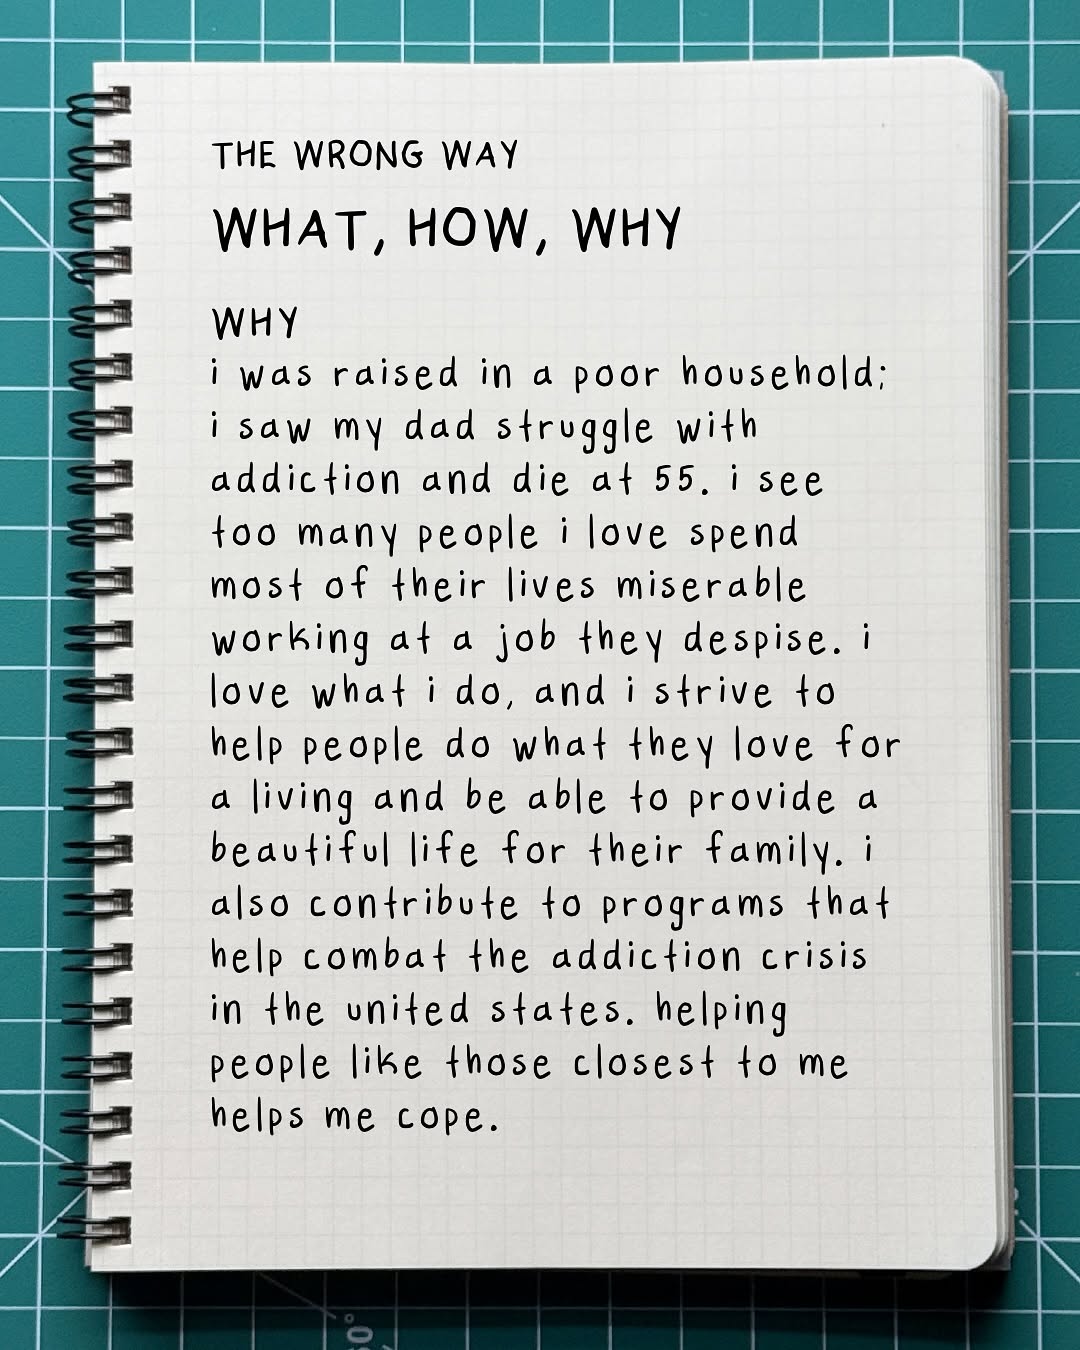 THE WRONG WAY
WHAT, HOW, WHY
WHY
i was raised in a poor household;
i saw my dad struggle with
addiction and die at 55. i see
too many people i love spend
most of their lives miserable
working at a job they despise. i
love what i do, and i strive to
help people do what they love for
a living and be able to provide a
beautiful life for their family. i
also contribute to programs that
help combat the addiction crisis
in the united states. helping
people like those closest to me
helps me cope.